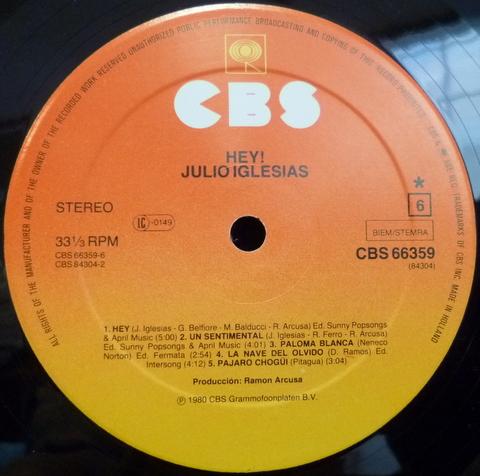 ALL RIGHTS OF THE MANUFACTURER AND OF THE OWNER OF THE RECORDED WORK RESERVED UNAUTHORIZED PUBLIC PERFORMANCE BROADCASTING AND COPYING OF THIS RECORD PROHIBITED
TRADEMARKS OF CBS INC. MADE IN HOLLAND
CBS
HEY!
JULIO IGLESIAS
STEREO
LC-0149
*
6
33 1/3 RPM
BIEM/STEMRA
CBS 66359-6
CBS 84304-2
CBS 66359
(84304)
1. HEY (J. Iglesias - G. Belfiore - M. Balducci - R. Arcusa) Ed. Sunny Popsongs
& April Music (5:00) 2. UN SENTIMENTAL (J. Iglesias - R. Ferro - R. Arcusa)
Ed. Sunny Popsongs & April Music (4:01) 3. PALOMA BLANCA (Neneco
Norton) Ed. Fermata (2:54) 4. LA NAVE DEL OLVIDO (D. Ramos) Ed.
Intersong (4:12) 5. PAJARO CHOGÜI (Pitagua) (3:04)
Producción: Ramon Arcusa
℗ 1980 CBS Grammofoonplaten B.V.